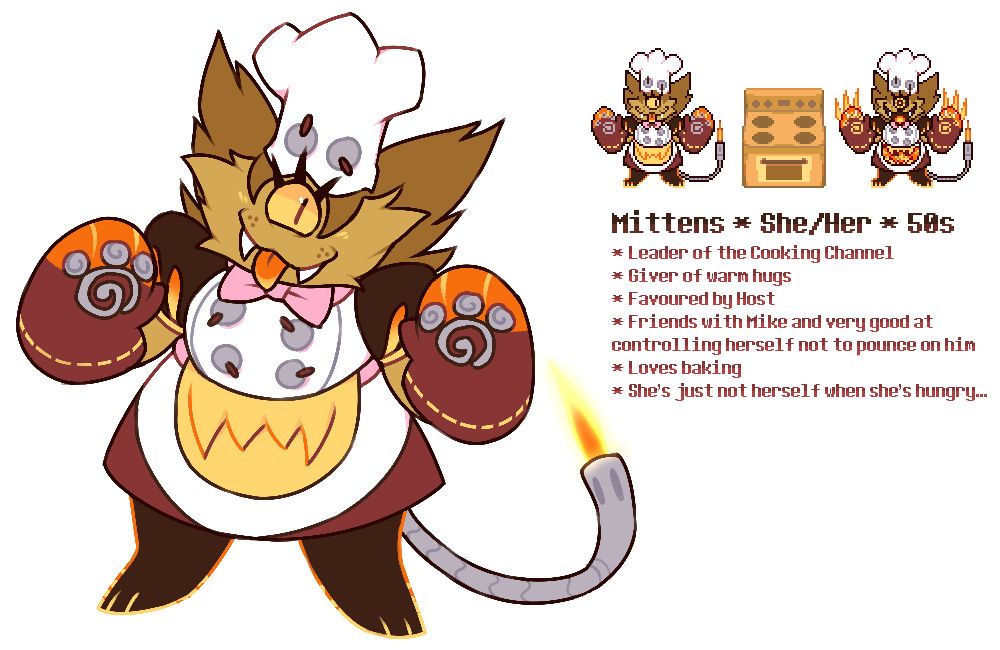 Mittens * She/Her * 50s
* Leader of the Cooking Channel
* Giver of warm hugs
* Favoured by Host
* Friends with Mike and very good at
controlling herself not to pounce on him
* Loves baking
* She's just not herself when she's hungry...